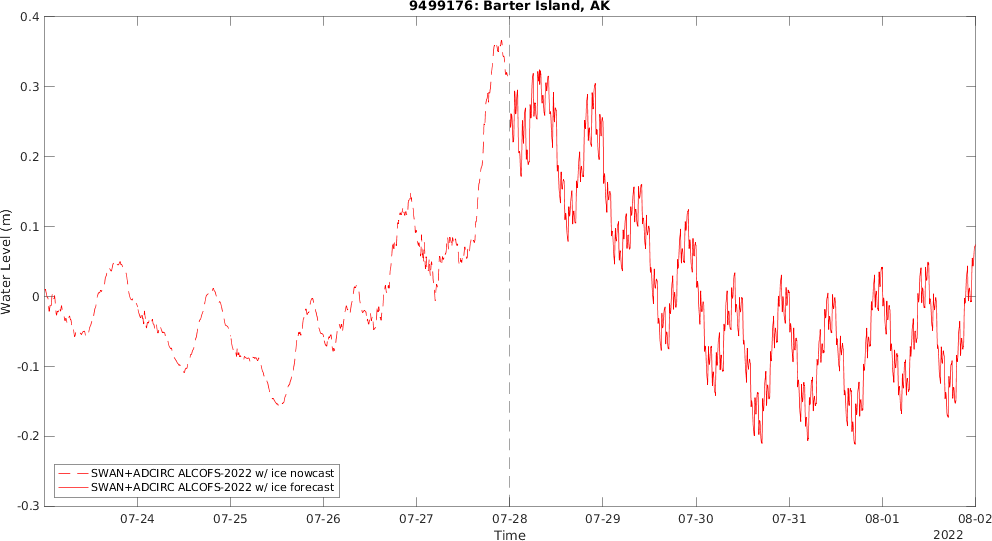 9499176: Barter Island, AK
0.4
0.3
0.2
0.1
0
-0.1
-0.2
-0.3
Water Level (m)
SWAN+ADCIRC ALCOFS-2022 w/ ice nowcast
SWAN+ADCIRC ALCOFS-2022 w/ ice forecast
07-24 07-25 07-26 07-27 07-28 07-29 07-30 07-31 08-01 08-02
Time
2022